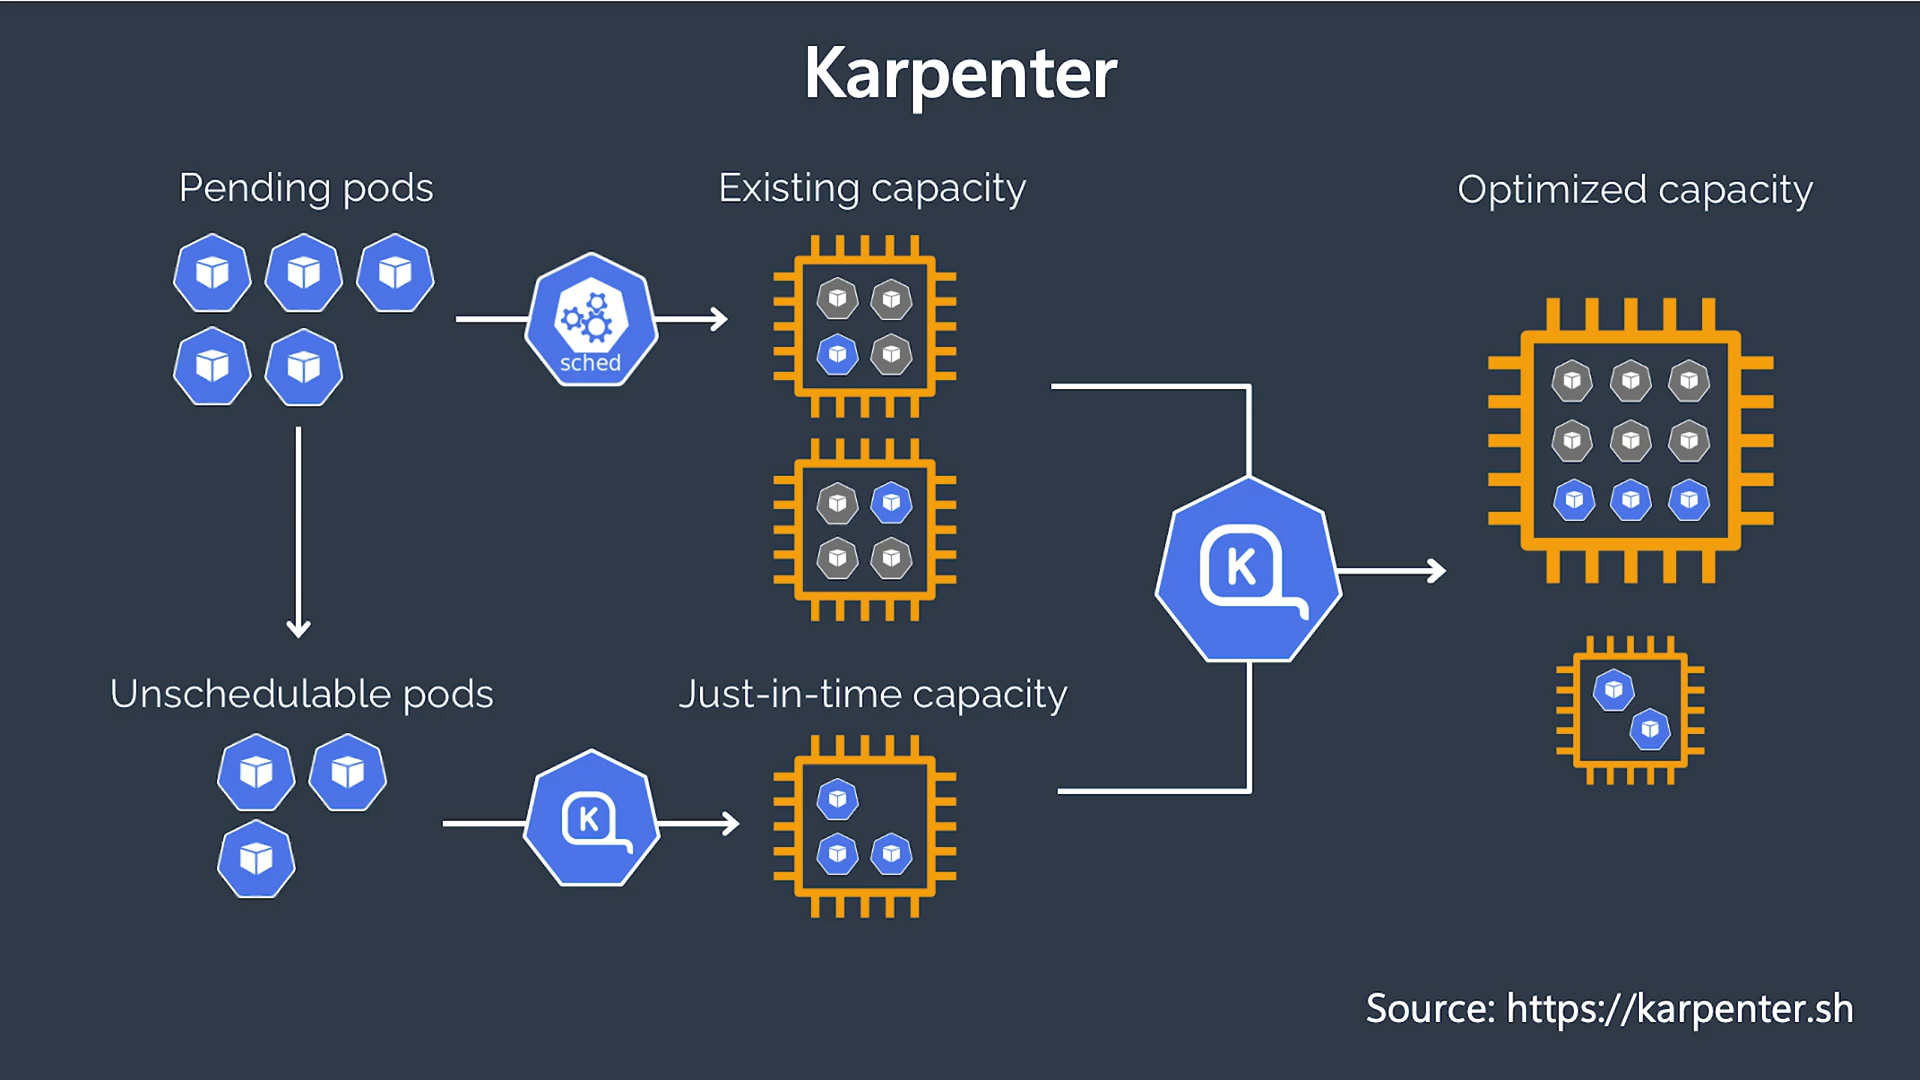 Karpenter
Pending pods
Existing capacity
Optimized capacity
sched
K
Unschedulable pods
Just-in-time capacity
K
Source: https://karpenter.sh